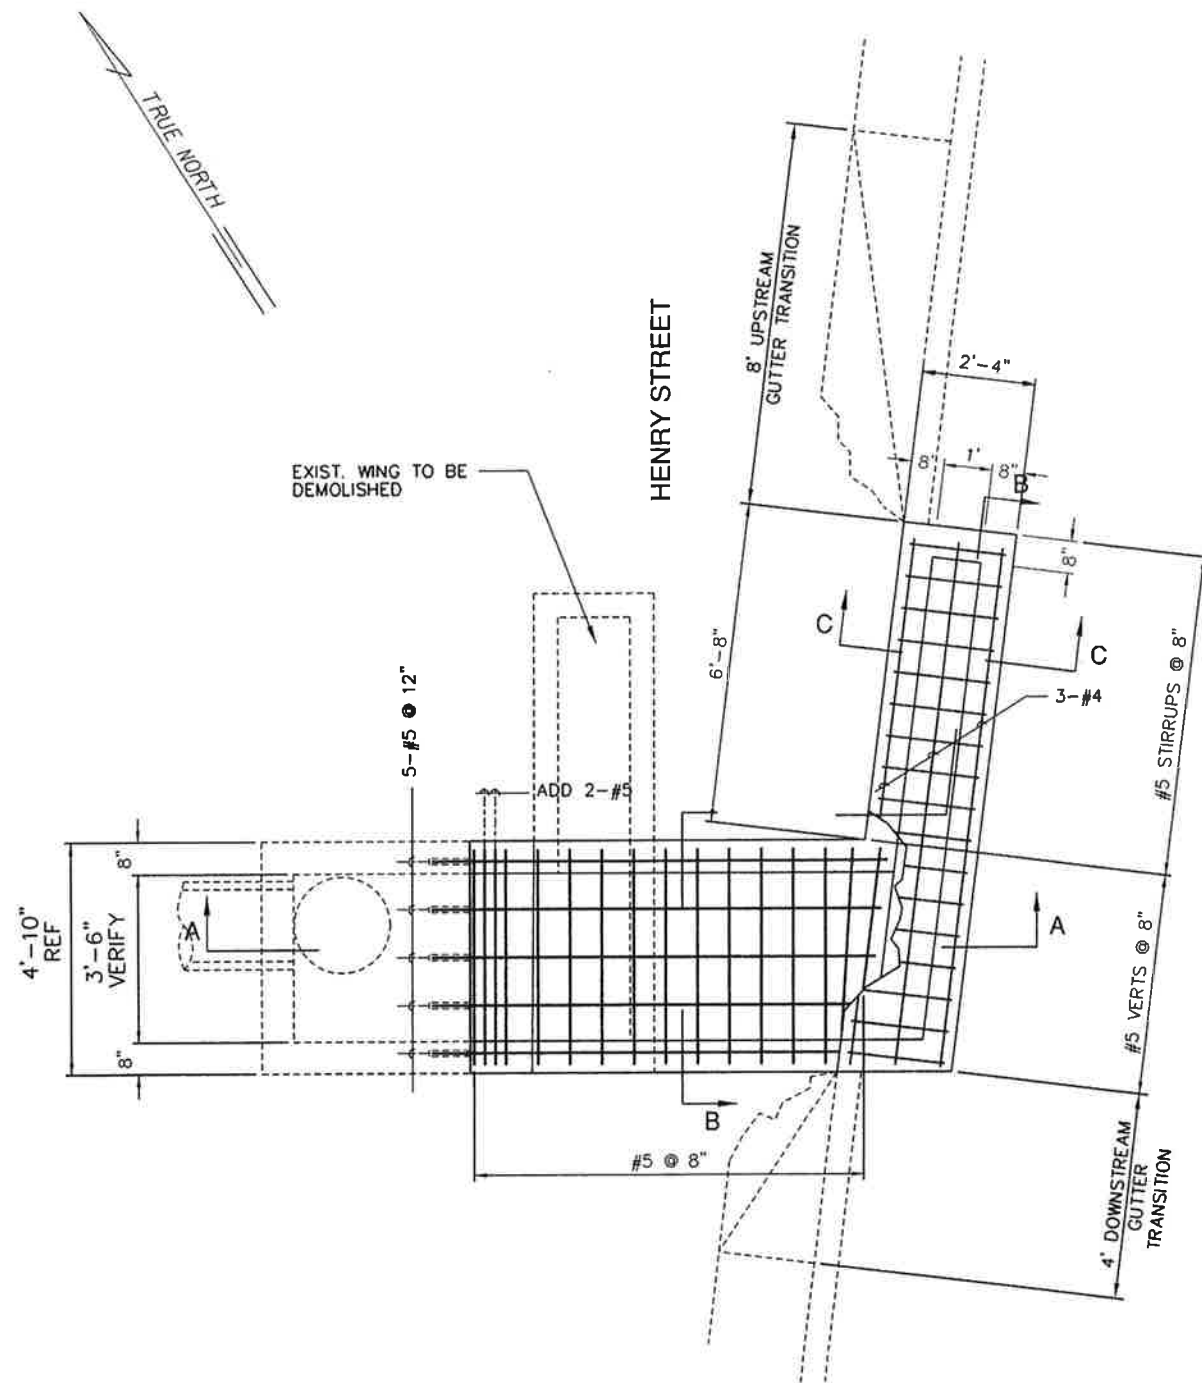 TRUE NORTH
8' UPSTREAM
GUTTER TRANSITION
HENRY STREET
2'-4"
8"
1'
8"
B
EXIST. WING TO BE
DEMOLISHED
8"
C
C
6'-8"
3-#4
#5 STIRRUPS @ 8"
5-#5 @ 12"
ADD 2-#5
8"
4'-10"
REF
3'-6"
VERIFY
A
A
8"
#5 VERTS @ 8"
B
#5 @ 8"
4' DOWNSTREAM
GUTTER
TRANSITION